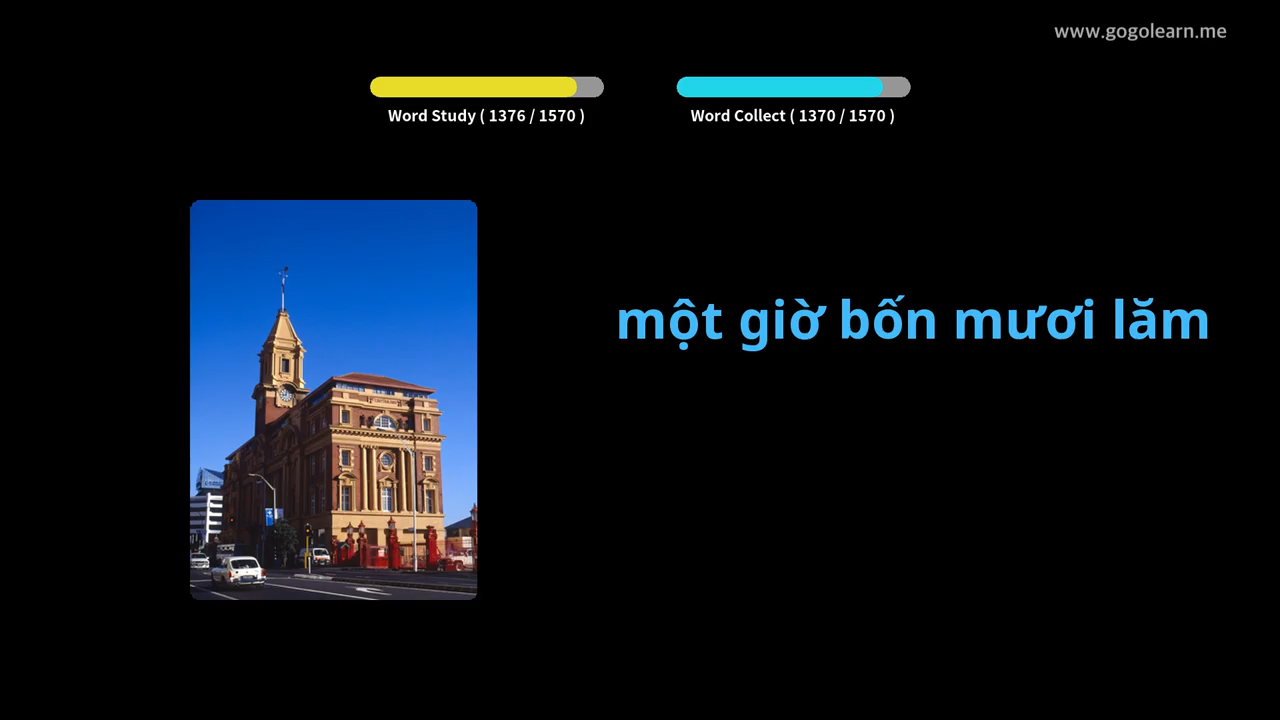 www.gogolearn.me
Word Study ( 1376 / 1570 )
Word Collect ( 1370 / 1570 )
một giờ bốn mươi lăm